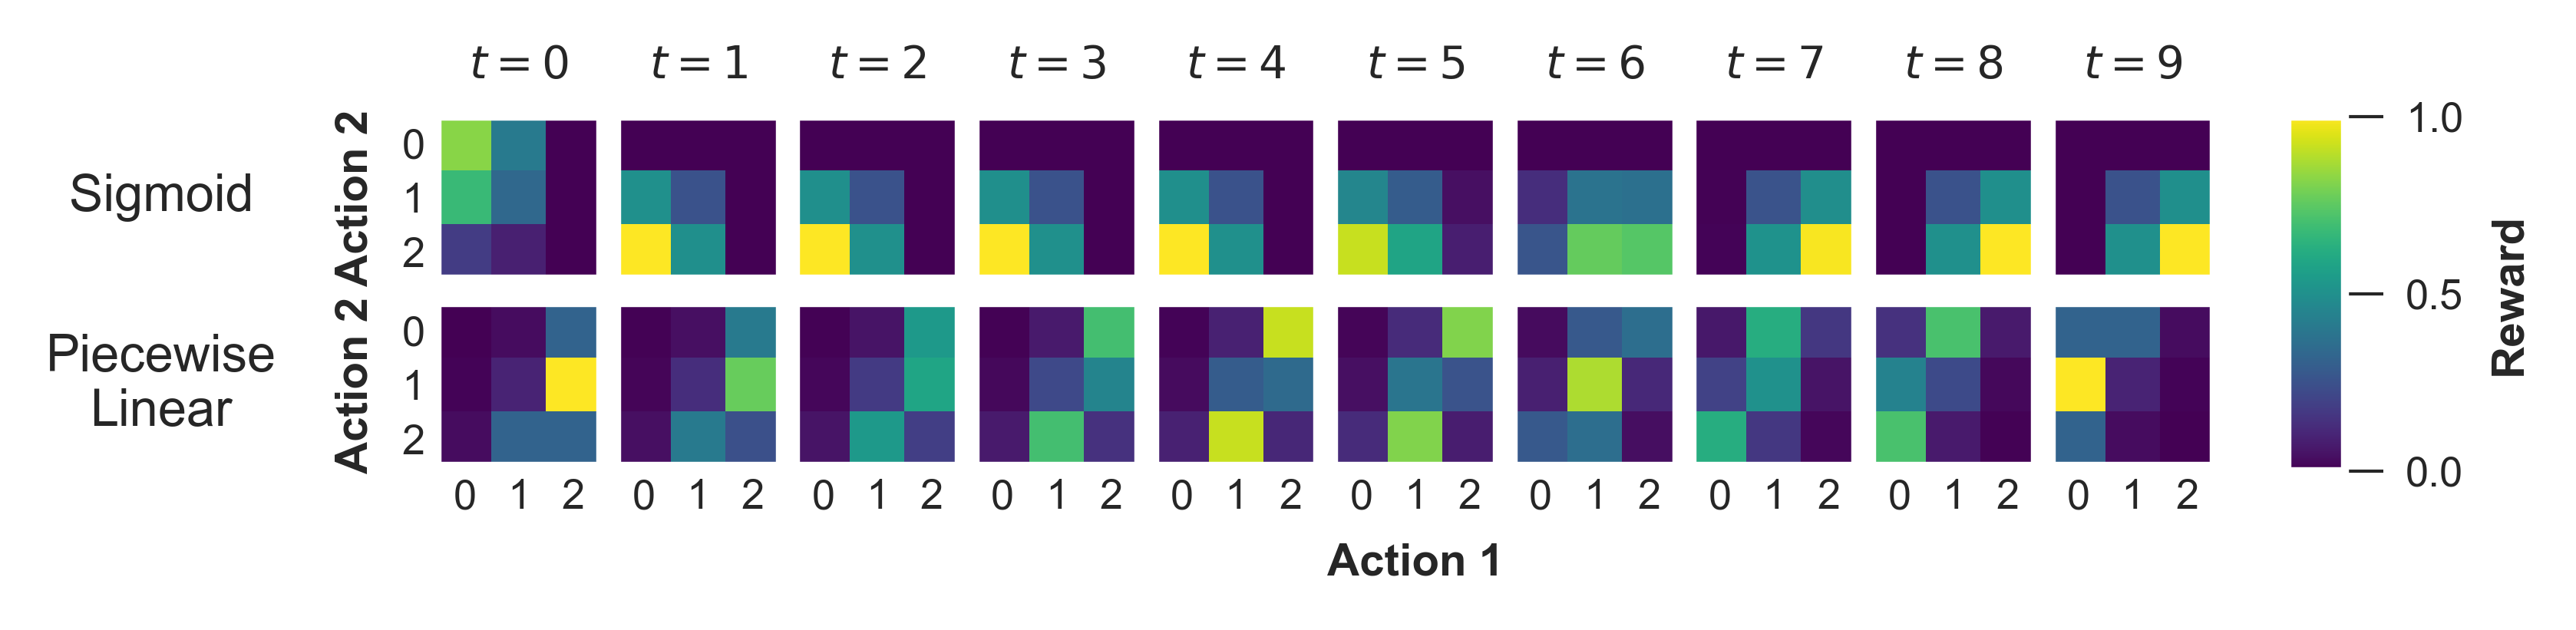 t = 0 t = 1 t = 2 t = 3 t = 4 t = 5 t = 6 t = 7 t = 8 t = 9
Sigmoid
Action 2
0
1
2
Piecewise
Linear
Action 2
0
1
2
0 1 2 0 1 2 0 1 2 0 1 2 0 1 2 0 1 2 0 1 2 0 1 2 0 1 2 0 1 2
Action 1
1.0
0.5
0.0
Reward